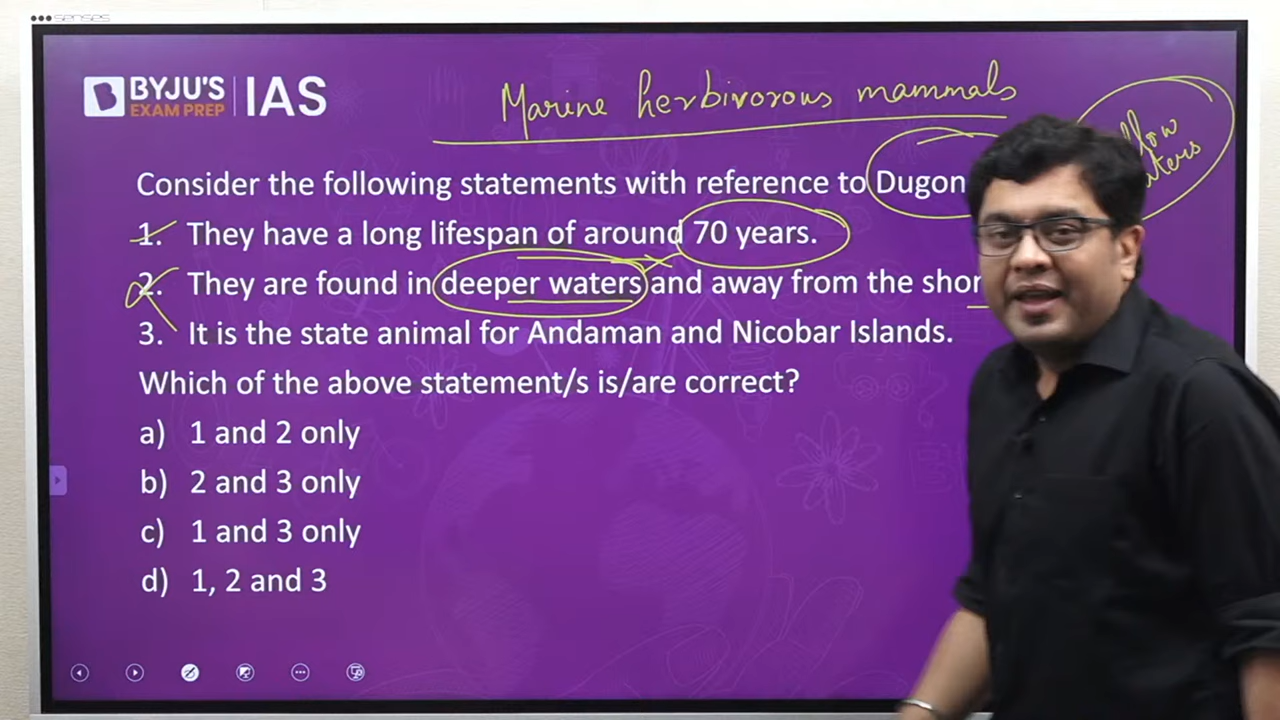 senses
BYJU'S
EXAM PREP
IAS
Marine herbivorous mammals
Consider the following statements with reference to Dugon
1. They have a long lifespan of around 70 years.
2. They are found in deeper waters and away from the shor
3. It is the state animal for Andaman and Nicobar Islands.
Which of the above statement/s is/are correct?
a) 1 and 2 only
b) 2 and 3 only
c) 1 and 3 only
d) 1, 2 and 3